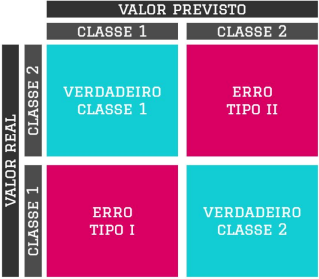 VALOR PREVISTO
CLASSE 1
CLASSE 2
VALOR REAL
CLASSE 2
VERDADEIRO
CLASSE 1
ERRO
TIPO II
CLASSE 1
ERRO
TIPO I
VERDADEIRO
CLASSE 2